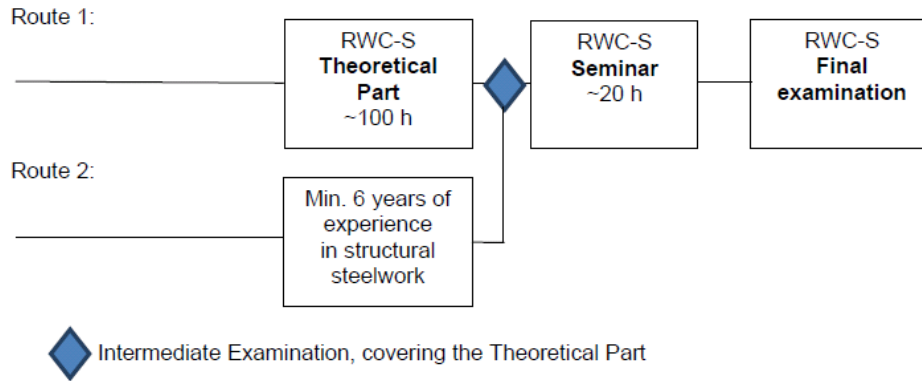 Route 1:
RWC-S
Theoretical
Part
~100 h
RWC-S
Seminar
~20 h
RWC-S
Final
examination
Route 2:
Min. 6 years of
experience
in structural
steelwork
Intermediate Examination, covering the Theoretical Part